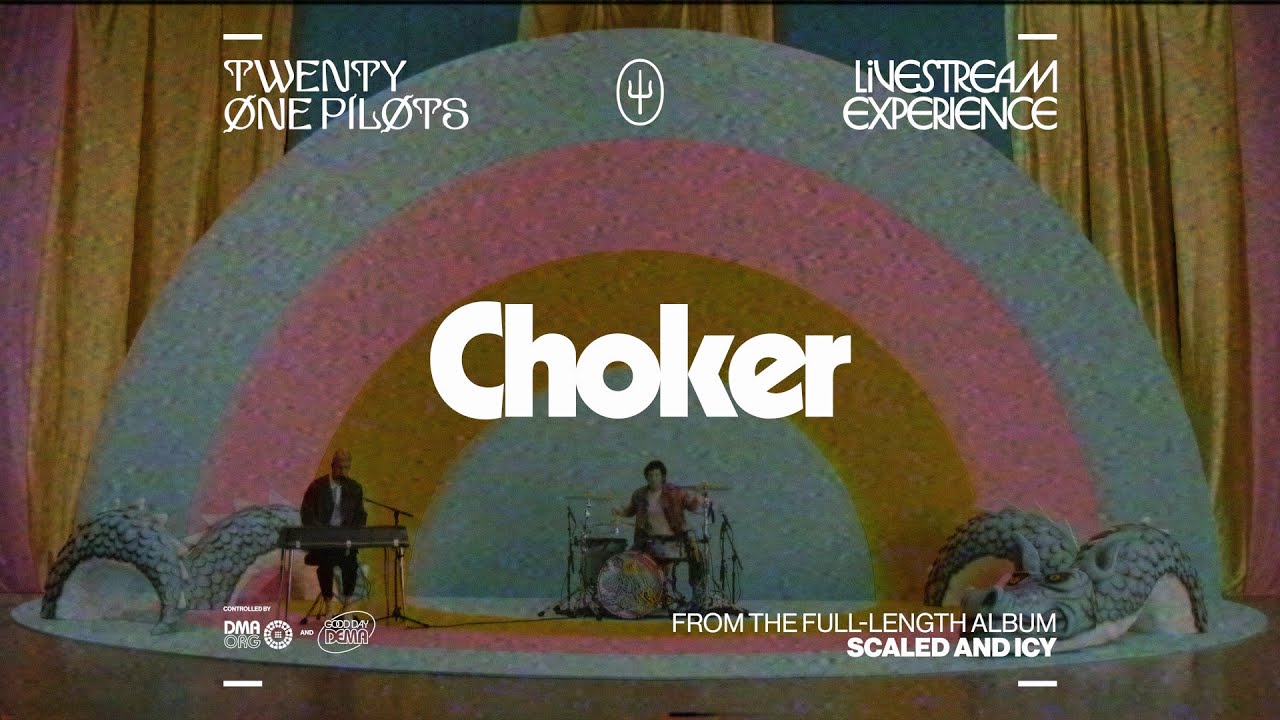 TWENTY
ØNE PILØTS
LiVESTREAM
EXPERIENCE
Choker
CONTROLLED BY
DMA
ORG
AND
GOOD DAY
DEMA
FROM THE FULL-LENGTH ALBUM
SCALED AND ICY